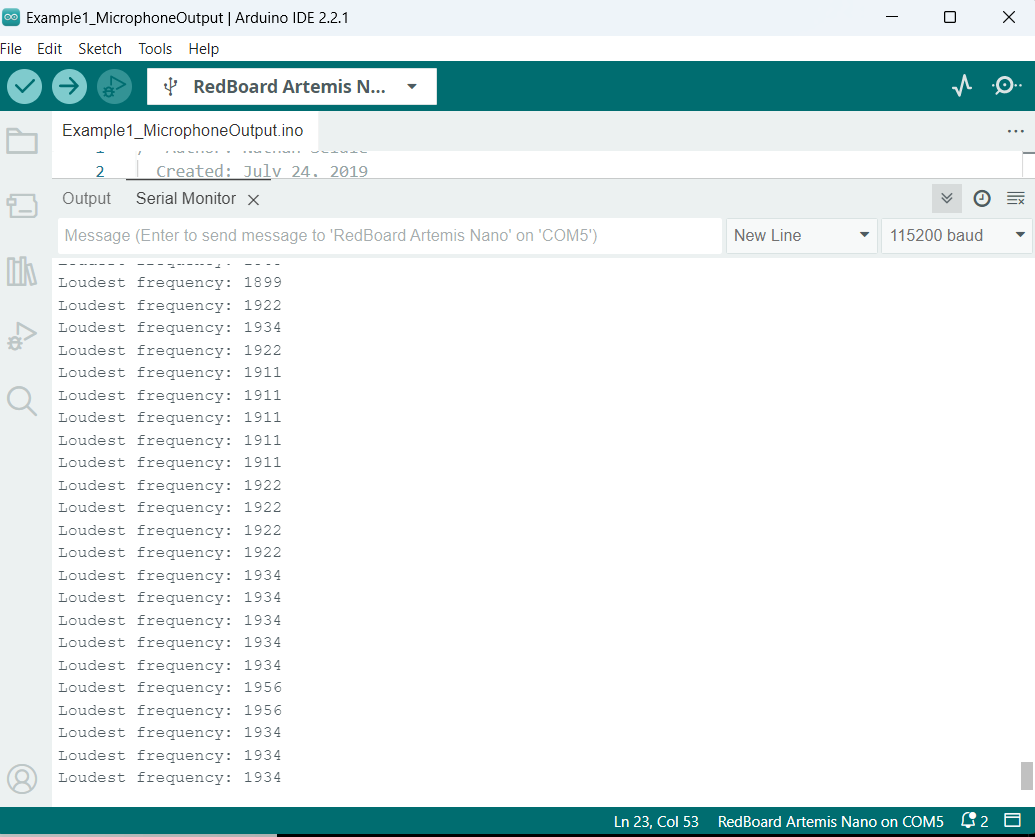 Example1_MicrophoneOutput | Arduino IDE 2.2.1
File Edit Sketch Tools Help
RedBoard Artemis N...
Example1_MicrophoneOutput.ino
2 Created: July 24, 2019
Output Serial Monitor
Message (Enter to send message to 'RedBoard Artemis Nano' on 'COM5') New Line 115200 baud
Loudest frequency: 1899
Loudest frequency: 1922
Loudest frequency: 1934
Loudest frequency: 1922
Loudest frequency: 1911
Loudest frequency: 1911
Loudest frequency: 1911
Loudest frequency: 1911
Loudest frequency: 1911
Loudest frequency: 1922
Loudest frequency: 1922
Loudest frequency: 1922
Loudest frequency: 1922
Loudest frequency: 1934
Loudest frequency: 1934
Loudest frequency: 1934
Loudest frequency: 1934
Loudest frequency: 1934
Loudest frequency: 1956
Loudest frequency: 1956
Loudest frequency: 1934
Loudest frequency: 1934
Loudest frequency: 1934
Ln 23, Col 53 RedBoard Artemis Nano on COM5 2